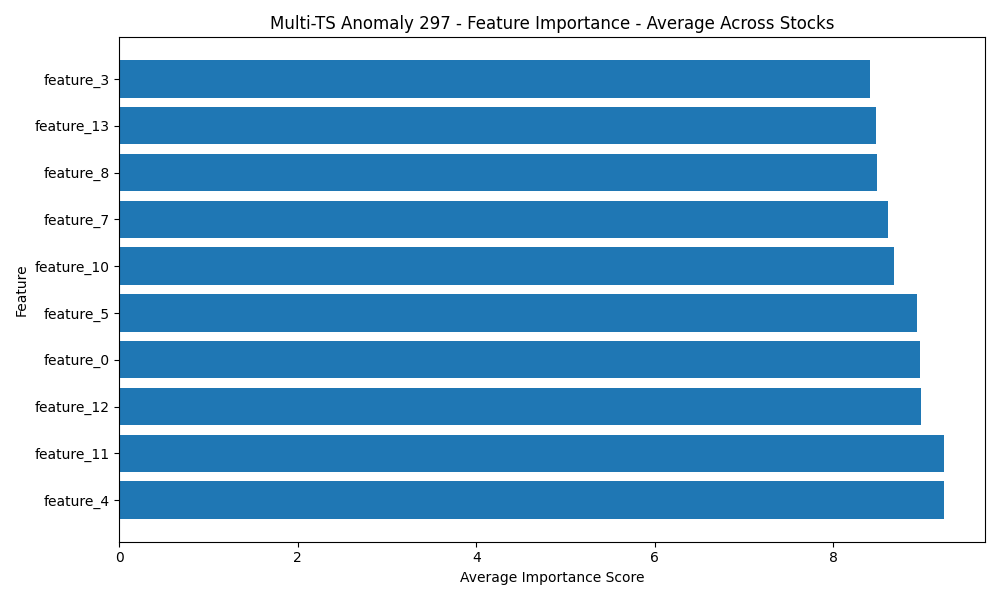 Multi-TS Anomaly 297 - Feature Importance - Average Across Stocks
feature_3
feature_13
feature_8
feature_7
feature_10
feature_5
feature_0
feature_12
feature_11
feature_4
Feature
0 2 4 6 8
Average Importance Score